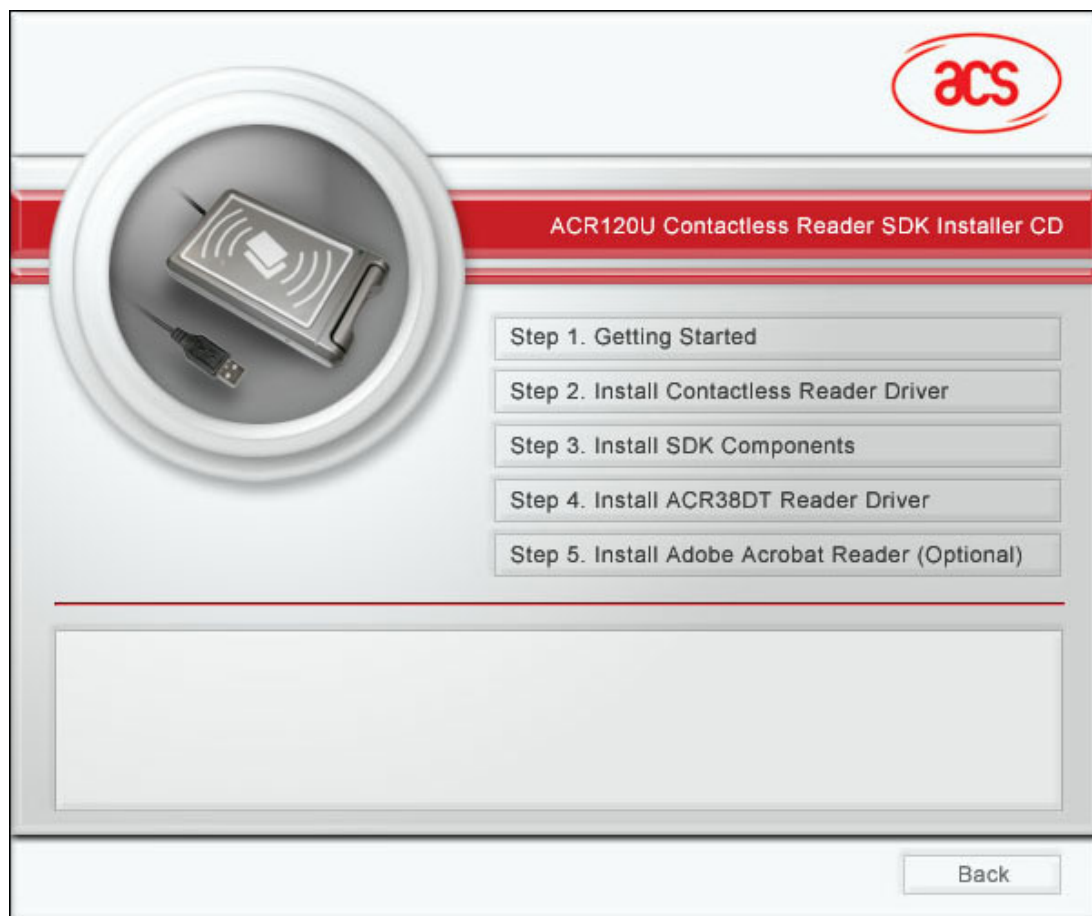 acs
ACR120U Contactless Reader SDK Installer CD
Step 1. Getting Started
Step 2. Install Contactless Reader Driver
Step 3. Install SDK Components
Step 4. Install ACR38DT Reader Driver
Step 5. Install Adobe Acrobat Reader (Optional)
Back